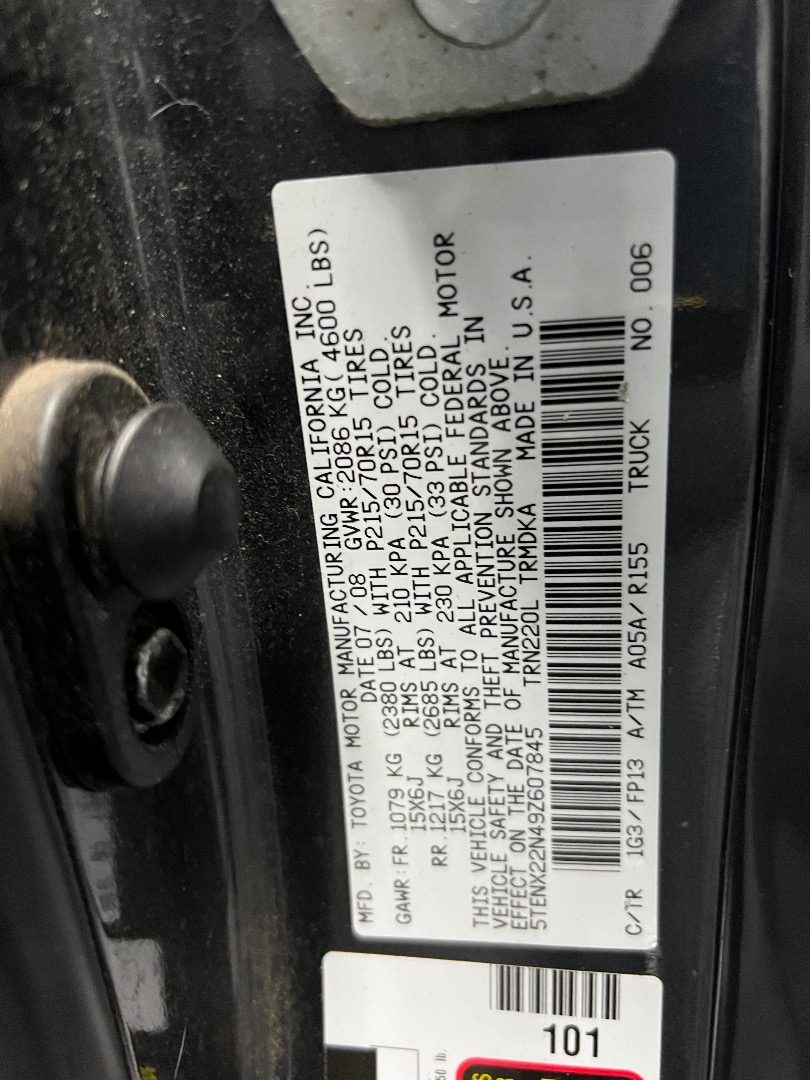 MFD. BY: TOYOTA MOTOR MANUFACTURING CALIFORNIA INC.
DATE 07 / 08 GVWR: 2086 KG ( 4600 LBS)
GAWR: FR. 1079 KG (2380 LBS) WITH P215/70R15 TIRES
15X6J RIMS AT 210 KPA (30 PSI) COLD.
RR. 1217 KG (2685 LBS) WITH P215/70R15 TIRES
15X6J RIMS AT 230 KPA (33 PSI) COLD.
THIS VEHICLE CONFORMS TO ALL APPLICABLE FEDERAL MOTOR
VEHICLE SAFETY AND THEFT PREVENTION STANDARDS IN
EFFECT ON THE DATE OF MANUFACTURE SHOWN ABOVE.
5TENX22N49Z607845 TRN220L TRMDKA MADE IN U.S.A.
C/TR 1G3/ FP13 A/TM A05A/ R155 TRUCK NO. 006
101